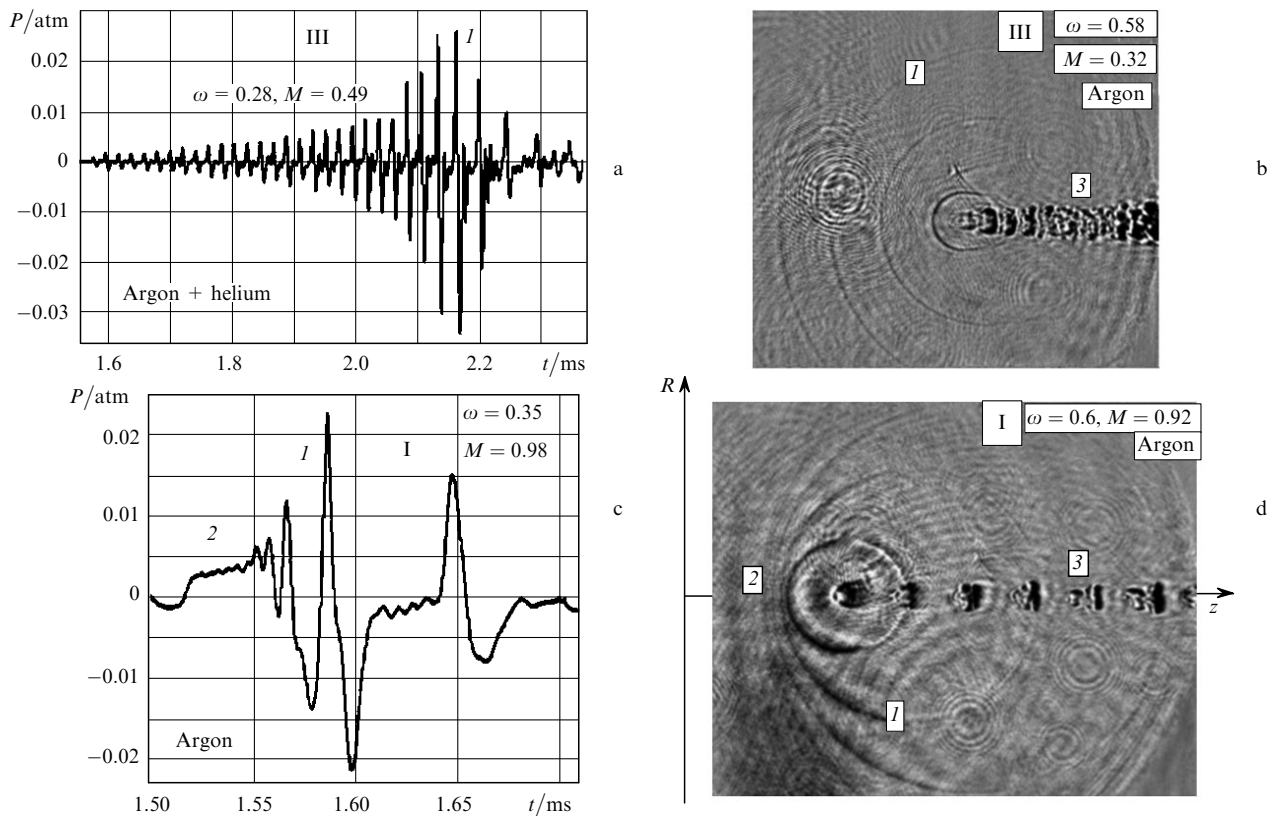 P/atm
0.02
0.01
0
−0.01
−0.02
−0.03
III
1
ω = 0.28, M = 0.49
Argon + helium
1.6
1.8
2.0
2.2
t/ms
a
III
ω = 0.58
M = 0.32
Argon
1
3
b
P/atm
0.02
0.01
0
−0.01
−0.02
1
I
ω = 0.35
M = 0.98
2
Argon
1.50
1.55
1.60
1.65
t/ms
c
R
I
ω = 0.6, M = 0.92
Argon
2
3
1
z
d